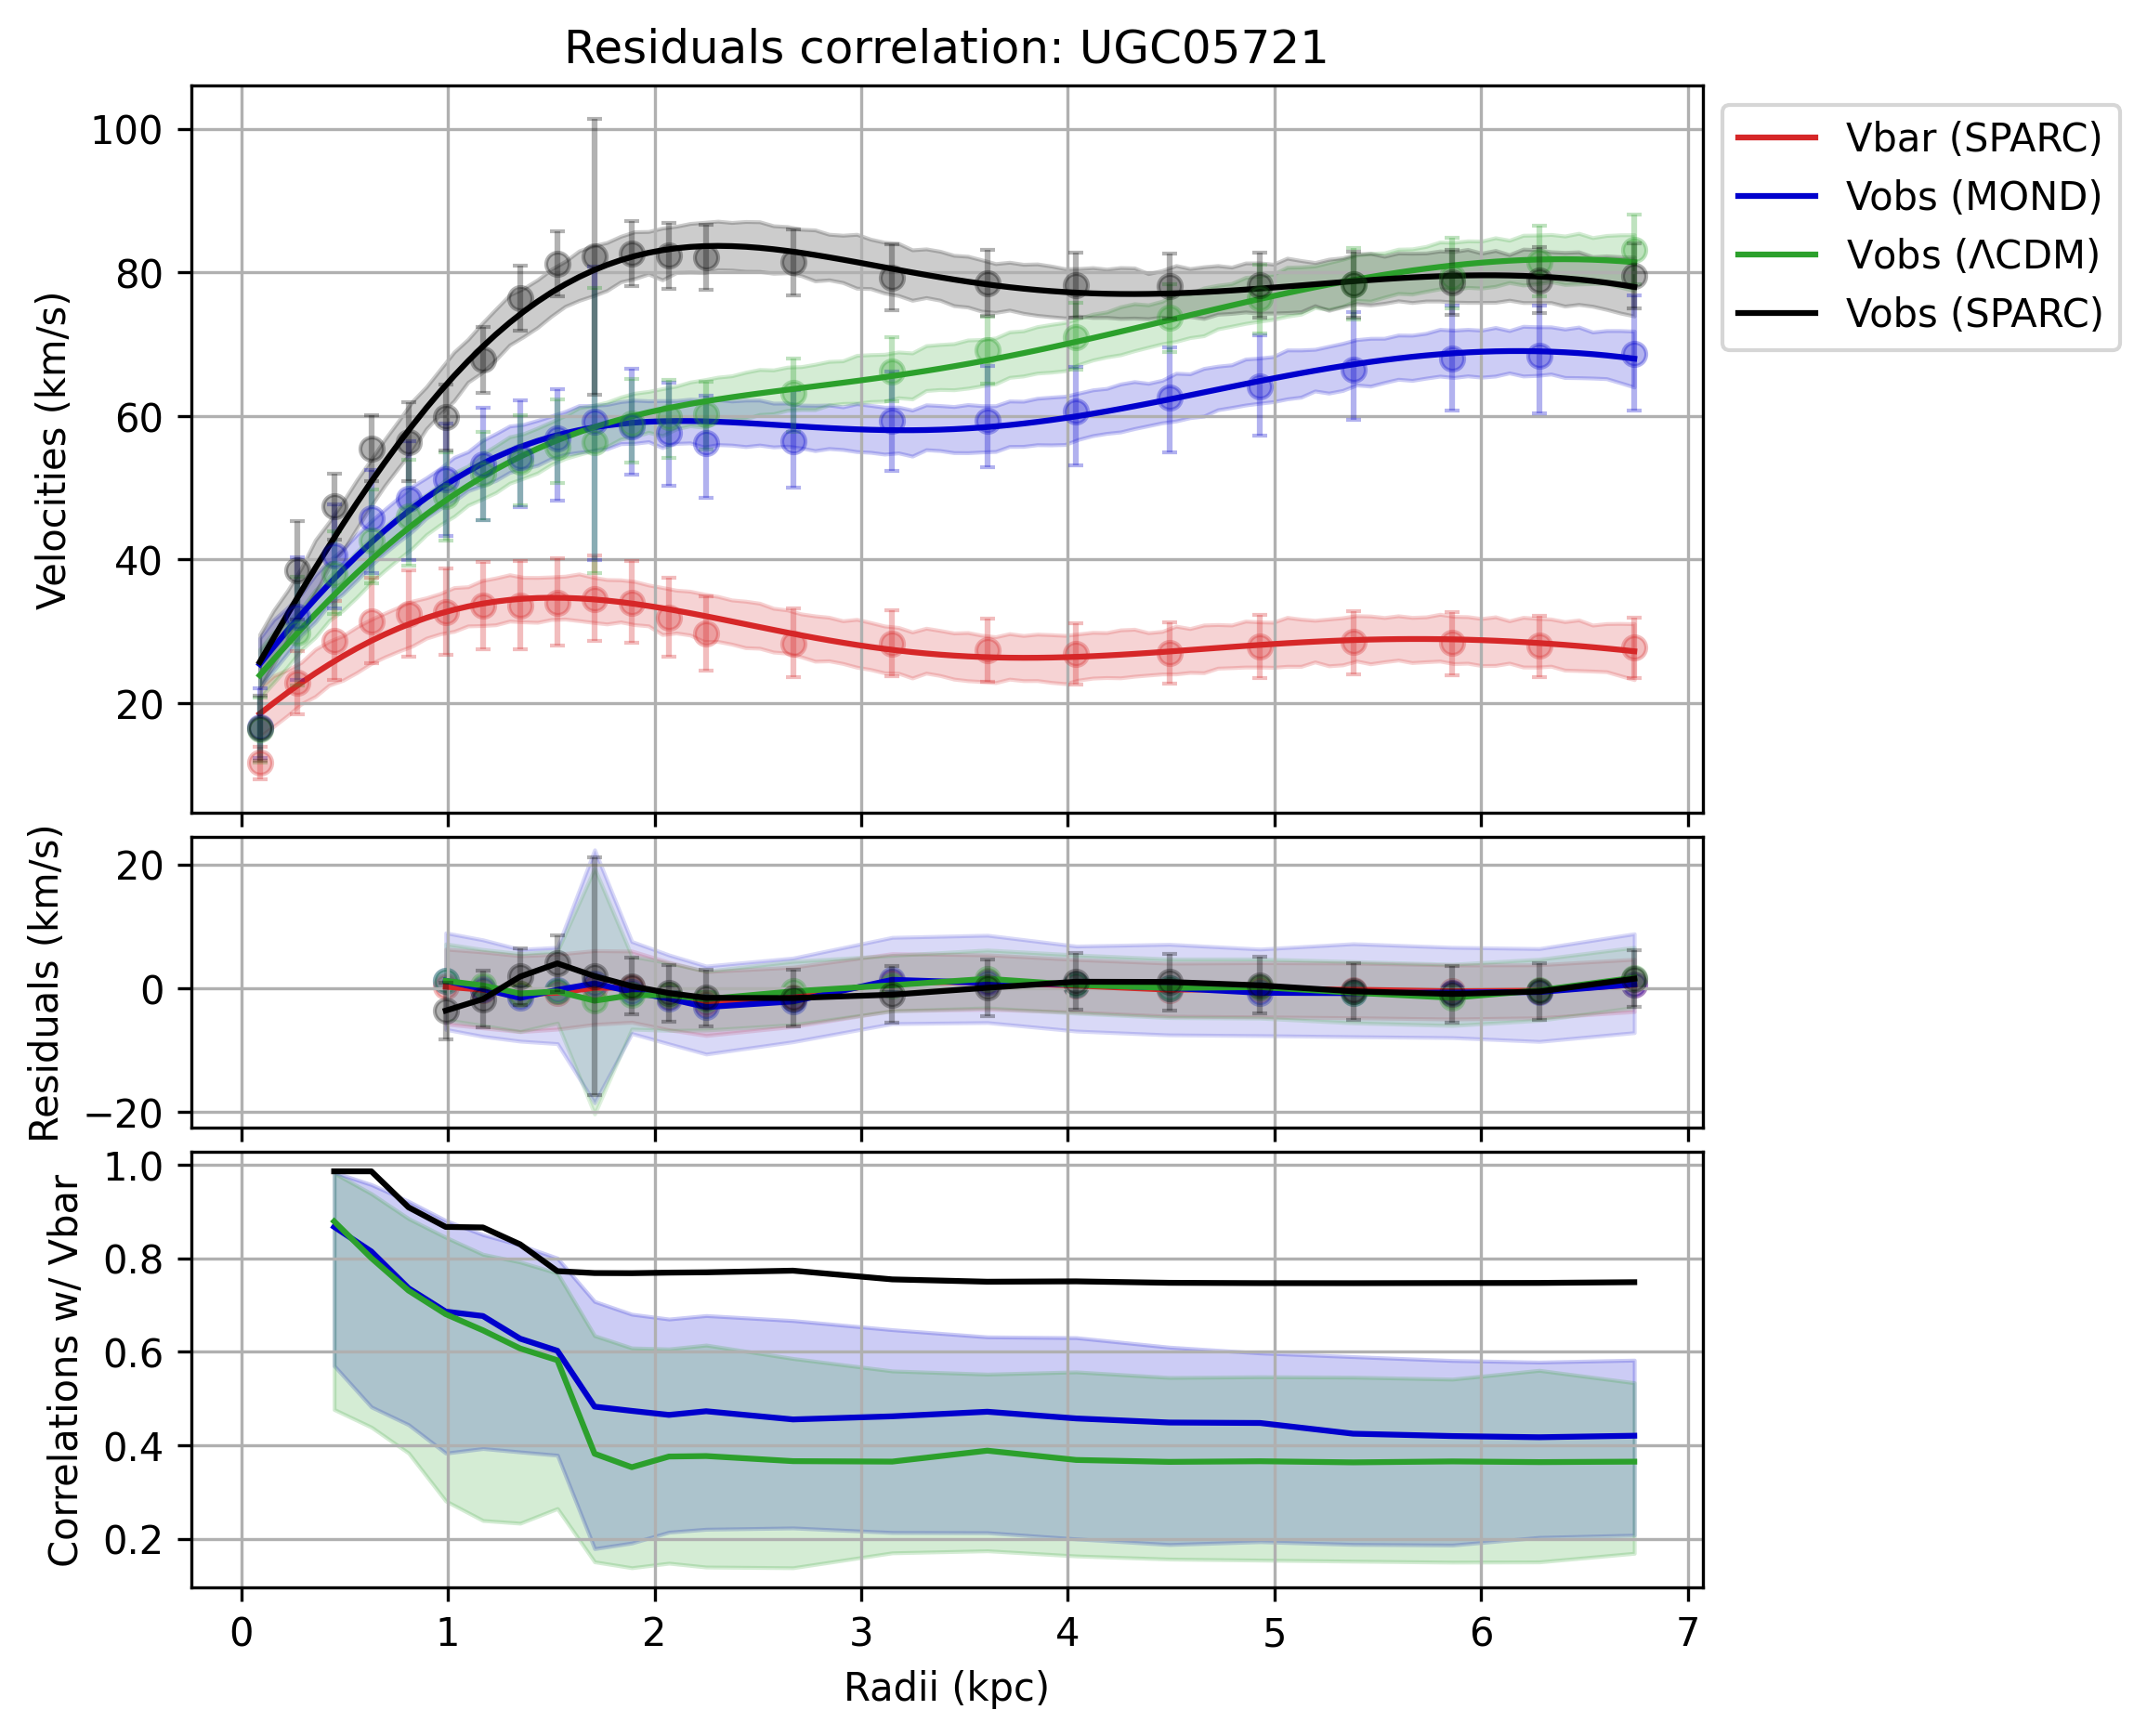 Residuals correlation: UGC05721
Velocities (km/s)
100
80
60
40
20
Vbar (SPARC)
Vobs (MOND)
Vobs (ΛCDM)
Vobs (SPARC)
Residuals (km/s)
20
0
−20
Correlations w/ Vbar
1.0
0.8
0.6
0.4
0.2
0 1 2 3 4 5 6 7
Radii (kpc)